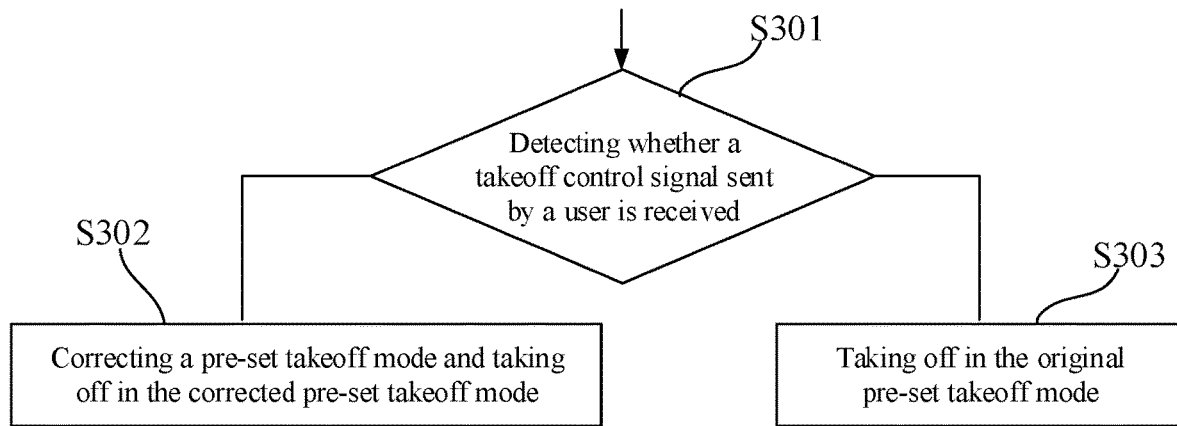 S301
Detecting whether a
takeoff control signal sent
by a user is received
S302
S303
Correcting a pre-set takeoff mode and taking
off in the corrected pre-set takeoff mode
Taking off in the original
pre-set takeoff mode